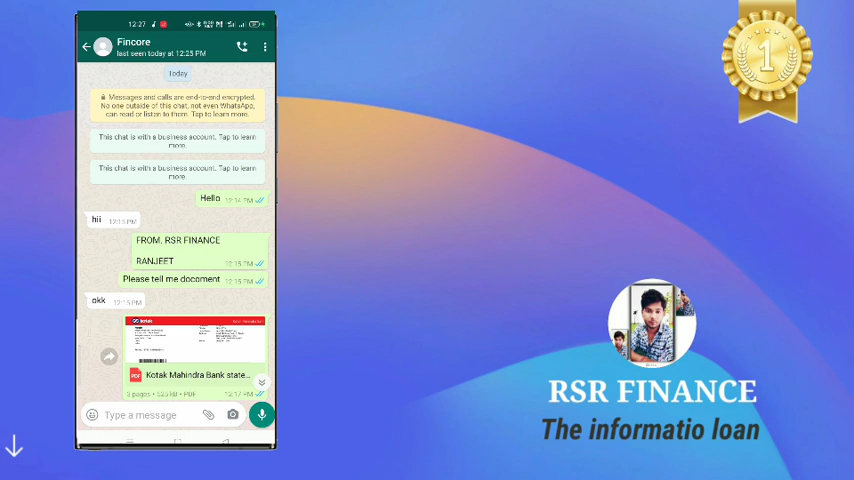 12:27
Fincore
last seen today at 12:25 PM
Today
Messages and calls are end-to-end encrypted.
No one outside of this chat, not even WhatsApp,
can read or listen to them. Tap to learn more.
This chat is with a business account. Tap to learn
more.
This chat is with a business account. Tap to learn
more.
Hello 12:14 PM
hii 12:15 PM
FROM. RSR FINANCE
RANJEET 12:15 PM
Please tell me document 12:15 PM
okk 12:15 PM
kotak
PDF Kotak Mahindra Bank state...
3 pages • 525 kB • PDF 12:17 PM
Type a message
1
RSR FINANCE
The informatio loan